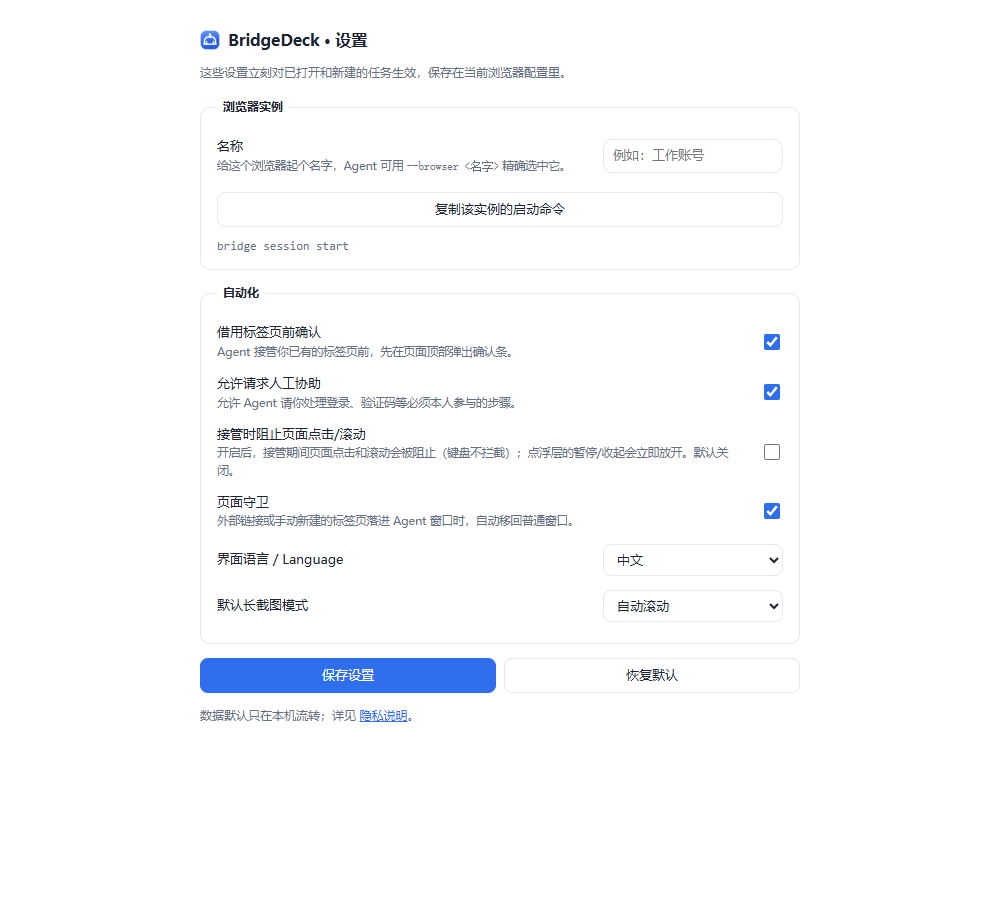 BridgeDeck • 设置
这些设置立刻对已打开和新建的任务生效，保存在当前浏览器配置里。
浏览器实例
名称
给这个浏览器起个名字，Agent 可用 --browser <名字> 精确选中它。
例如：工作账号
复制该实例的启动命令
bridge session start
自动化
借用标签页前确认
Agent 接管你已有的标签页前，先在页面顶部弹出确认条。
允许请求人工协助
允许 Agent 请你处理登录、验证码等必须本人参与的步骤。
接管时阻止页面点击/滚动
开启后，接管期间页面点击和滚动会被阻止（键盘不拦截）；点浮层的暂停/收起会立即放开。默认关
闭。
页面守卫
外部链接或手动新建的标签页落进 Agent 窗口时，自动移回普通窗口。
界面语言 / Language
中文
默认长截图模式
自动滚动
保存设置
恢复默认
数据默认只在本机流转；详见 隐私说明。